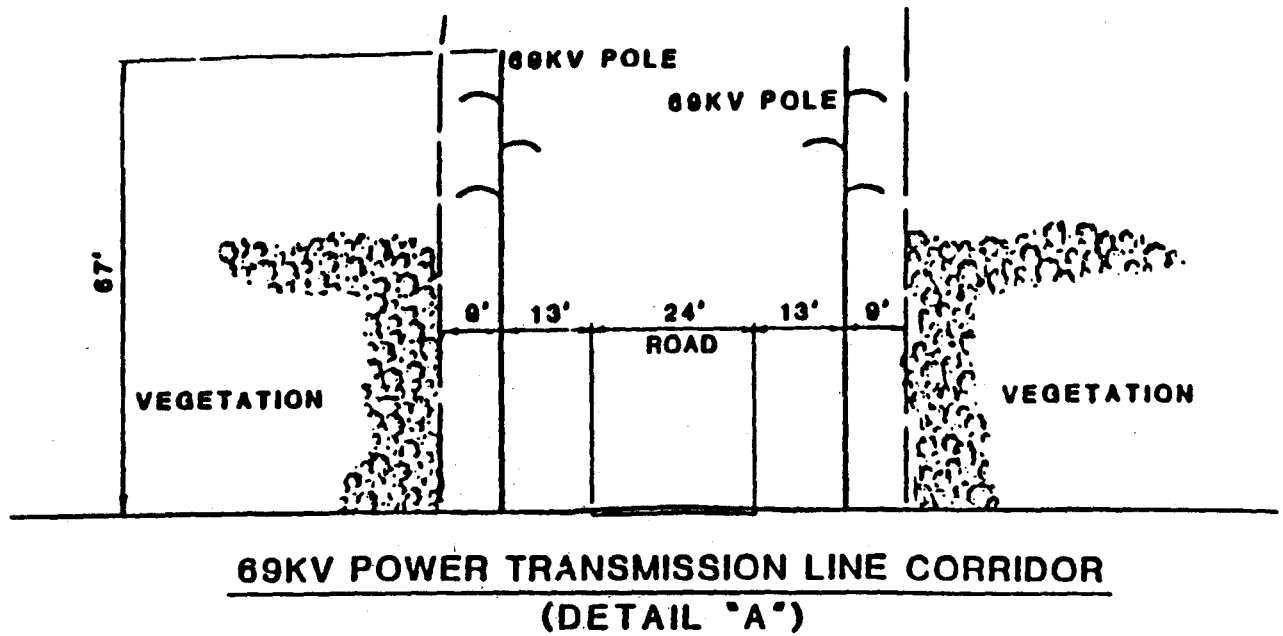 69KV POLE
69KV POLE
67'
9' 13' 24' 13' 9'
ROAD
VEGETATION
VEGETATION
69KV POWER TRANSMISSION LINE CORRIDOR
(DETAIL "A")